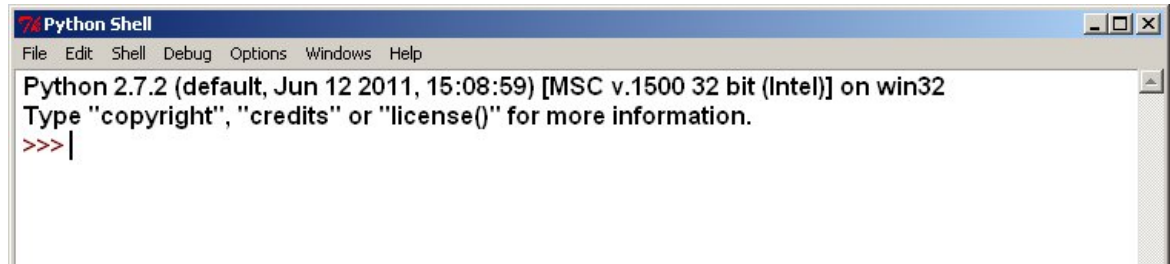 Python Shell
File Edit Shell Debug Options Windows Help
Python 2.7.2 (default, Jun 12 2011, 15:08:59) [MSC v.1500 32 bit (Intel)] on win32
Type "copyright", "credits" or "license()" for more information.
>>>